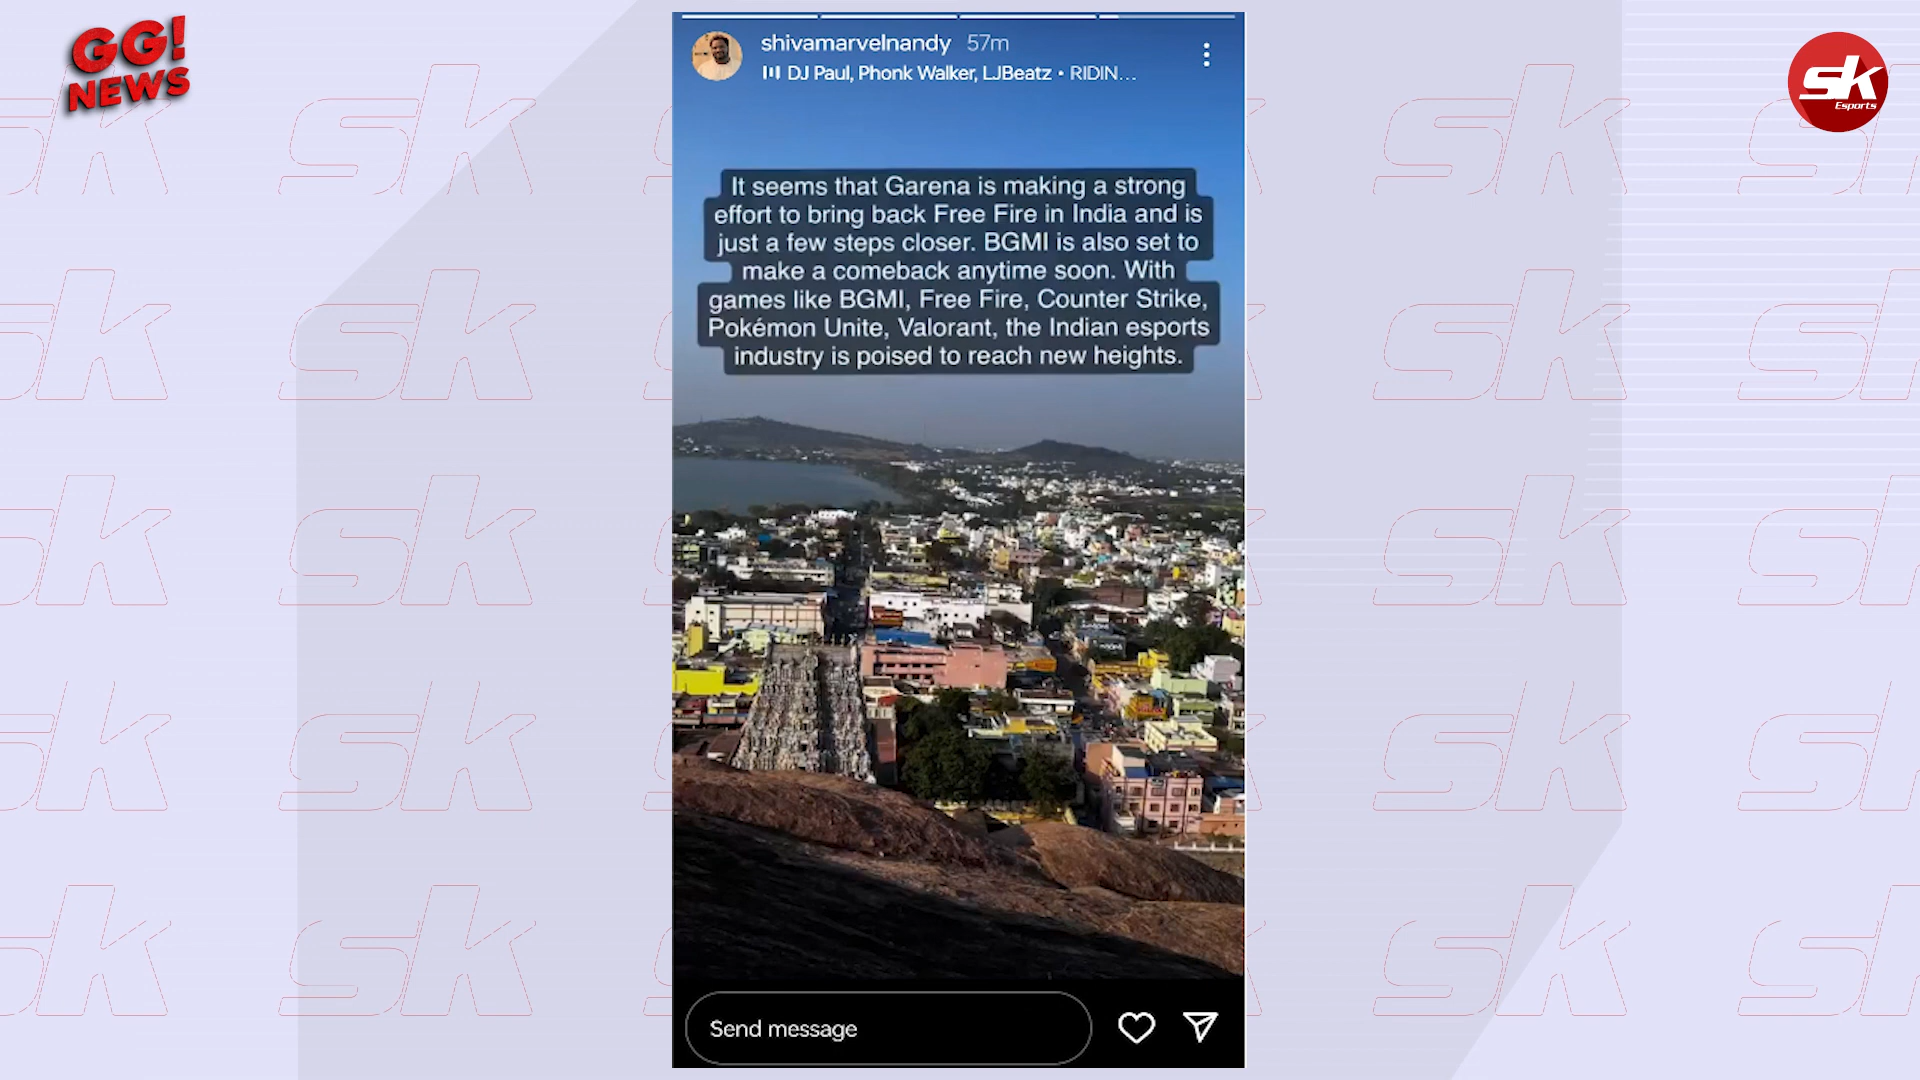 GG!
NEWS
sk
Esports
shivamarvelnandy 57m
DJ Paul, Phonk Walker, LJBeatz • RIDIN...
It seems that Garena is making a strong
effort to bring back Free Fire in India and is
just a few steps closer. BGMI is also set to
make a comeback anytime soon. With
games like BGMI, Free Fire, Counter Strike,
Pokémon Unite, Valorant, the Indian esports
industry is poised to reach new heights.
Send message